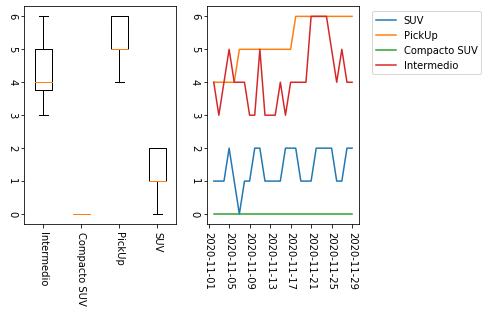 6
5
4
3
2
1
0
Intermedio
Compacto SUV
PickUp
SUV
6
5
4
3
2
1
0
2020-11-01
2020-11-05
2020-11-09
2020-11-13
2020-11-17
2020-11-21
2020-11-25
2020-11-29
SUV
PickUp
Compacto SUV
Intermedio